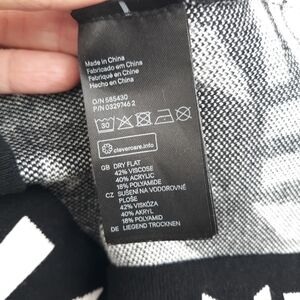 Made in China
Fabricado em China
Fabriqué en Chine
Hecho en China
O/N 565430
P/N 0329746 2
30
clevercare.info
GB DRY FLAT
42% VISCOSE
40% ACRYLIC
18% POLYAMIDE
CZ SUŠENÍ NA VODOROVNÉ
PLOŠE
42% VISKÓZA
40% AKRYL
18% POLYAMID
DE LIEGEND TROCKNEN